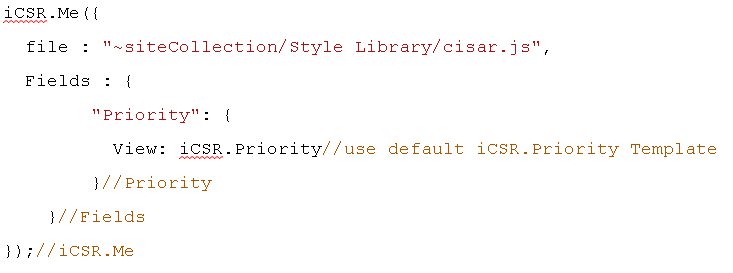 iCSR.Me({
file : "~siteCollection/Style Library/cisar.js",
Fields : {
"Priority": {
View: iCSR.Priority//use default iCSR.Priority Template
}//Priority
}//Fields
});//iCSR.Me